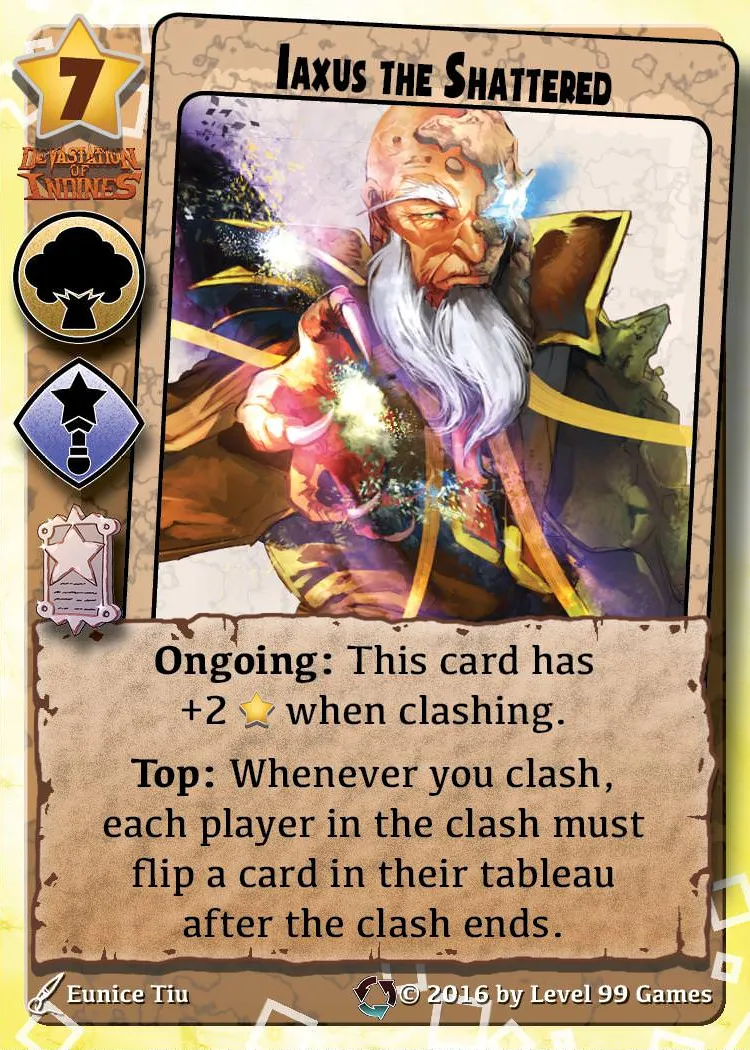 Iaxus the Shattered
7
Devastation
of
Indines
Ongoing: This card has
+2 when clashing.
Top: Whenever you clash,
each player in the clash must
flip a card in their tableau
after the clash ends.
Eunice Tiu
© 2016 by Level 99 Games